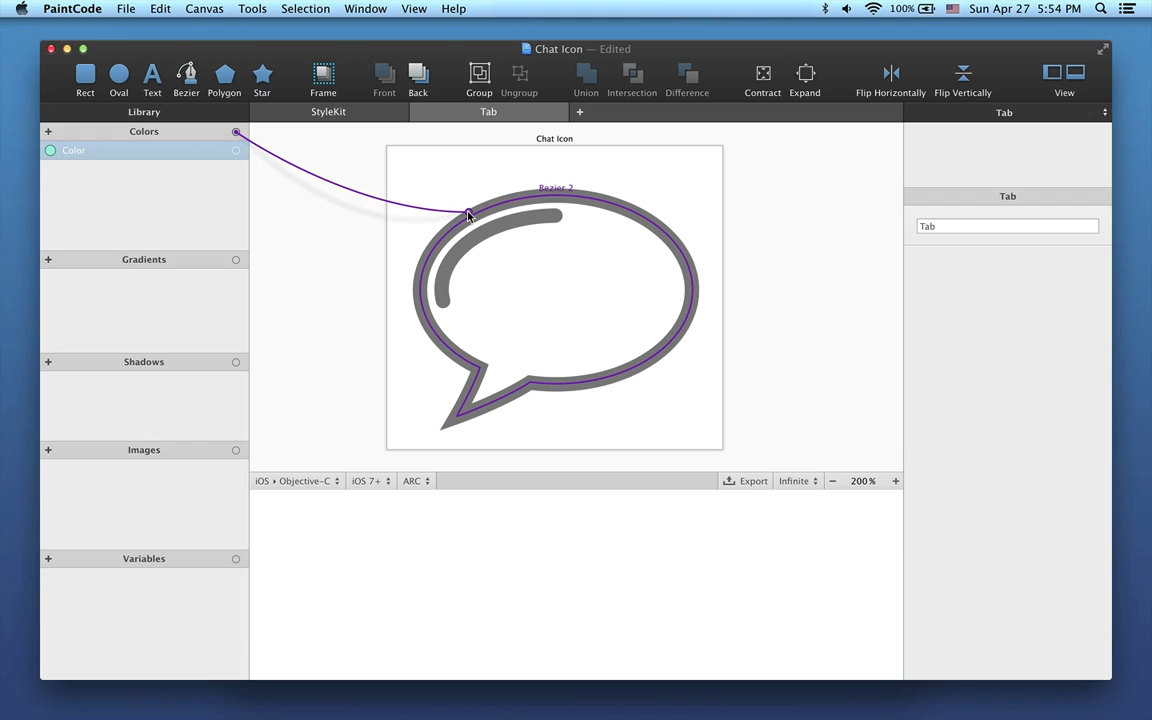 PaintCode File Edit Canvas Tools Selection Window View Help 100% Sun Apr 27 5:54 PM
Chat Icon — Edited
Rect Oval Text Bezier Polygon Star Frame Front Back Group Ungroup Union Intersection Difference Contract Expand Flip Horizontally Flip Vertically View
Library StyleKit Tab + Tab
+ Colors
Color
Chat Icon
Bezier 2
Tab
Tab
+ Gradients
+ Shadows
+ Images
iOS ▸ Objective-C iOS 7+ ARC Export Infinite − 200% +
+ Variables